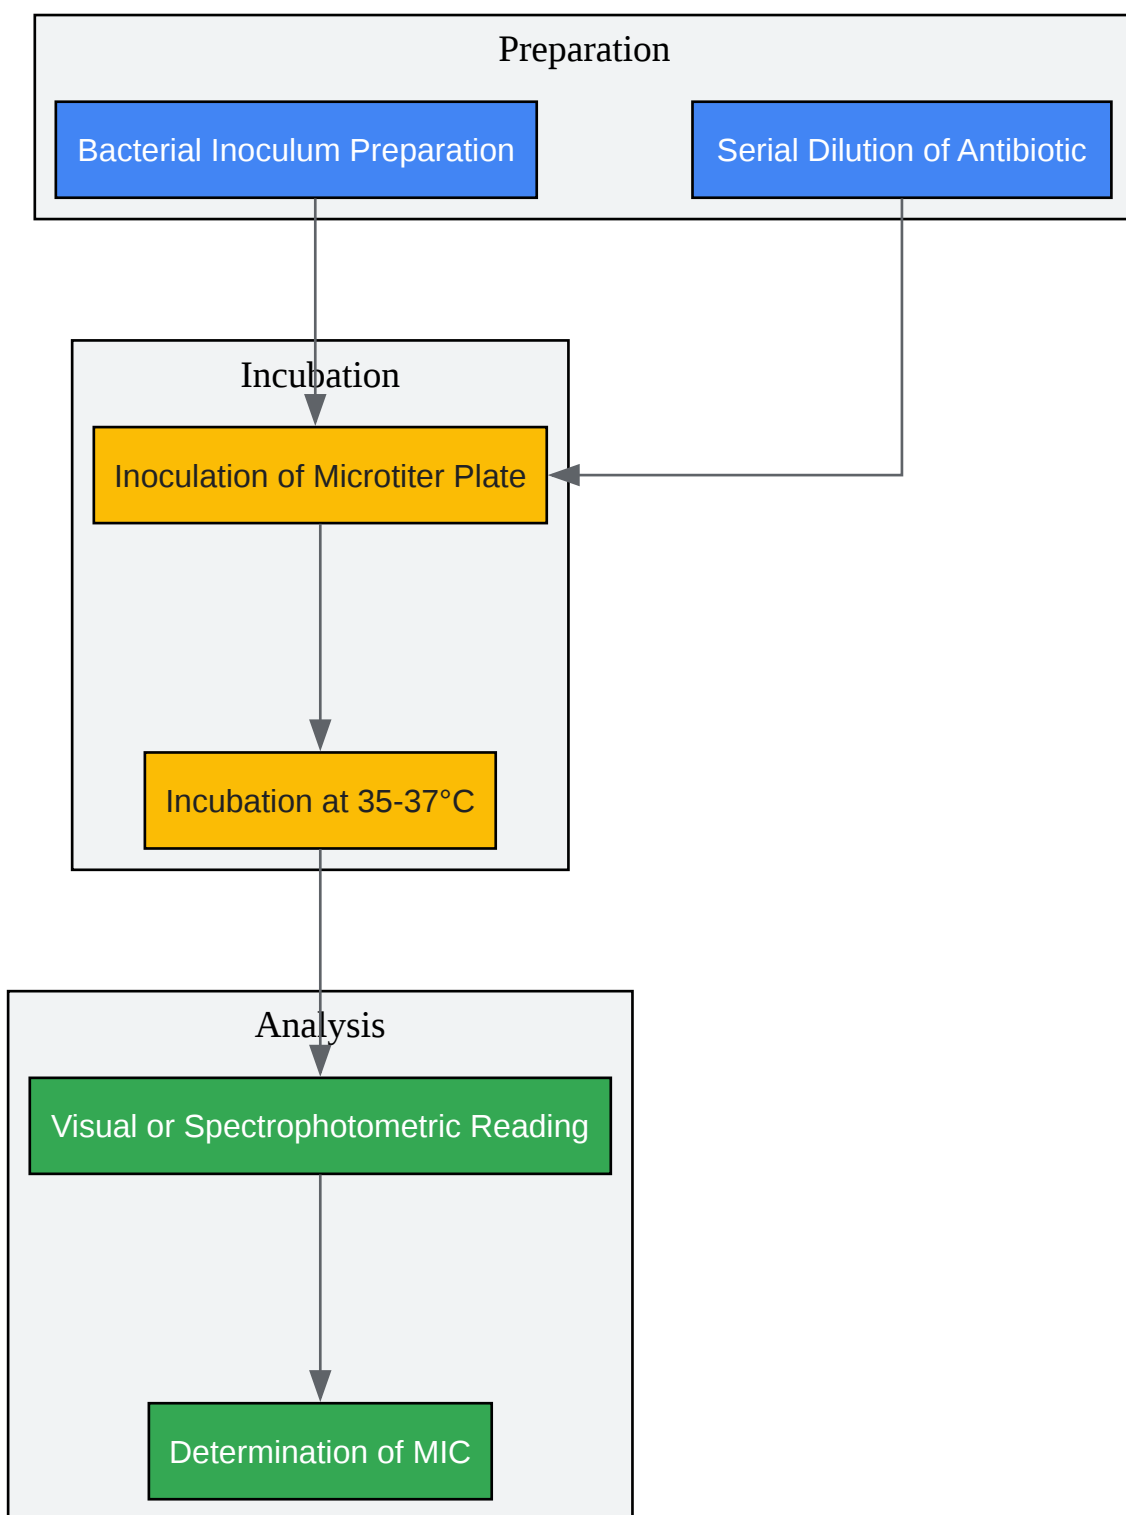 Preparation
Bacterial Inoculum Preparation
Serial Dilution of Antibiotic
Incubation
Inoculation of Microtiter Plate
Incubation at 35-37°C
Analysis
Visual or Spectrophotometric Reading
Determination of MIC